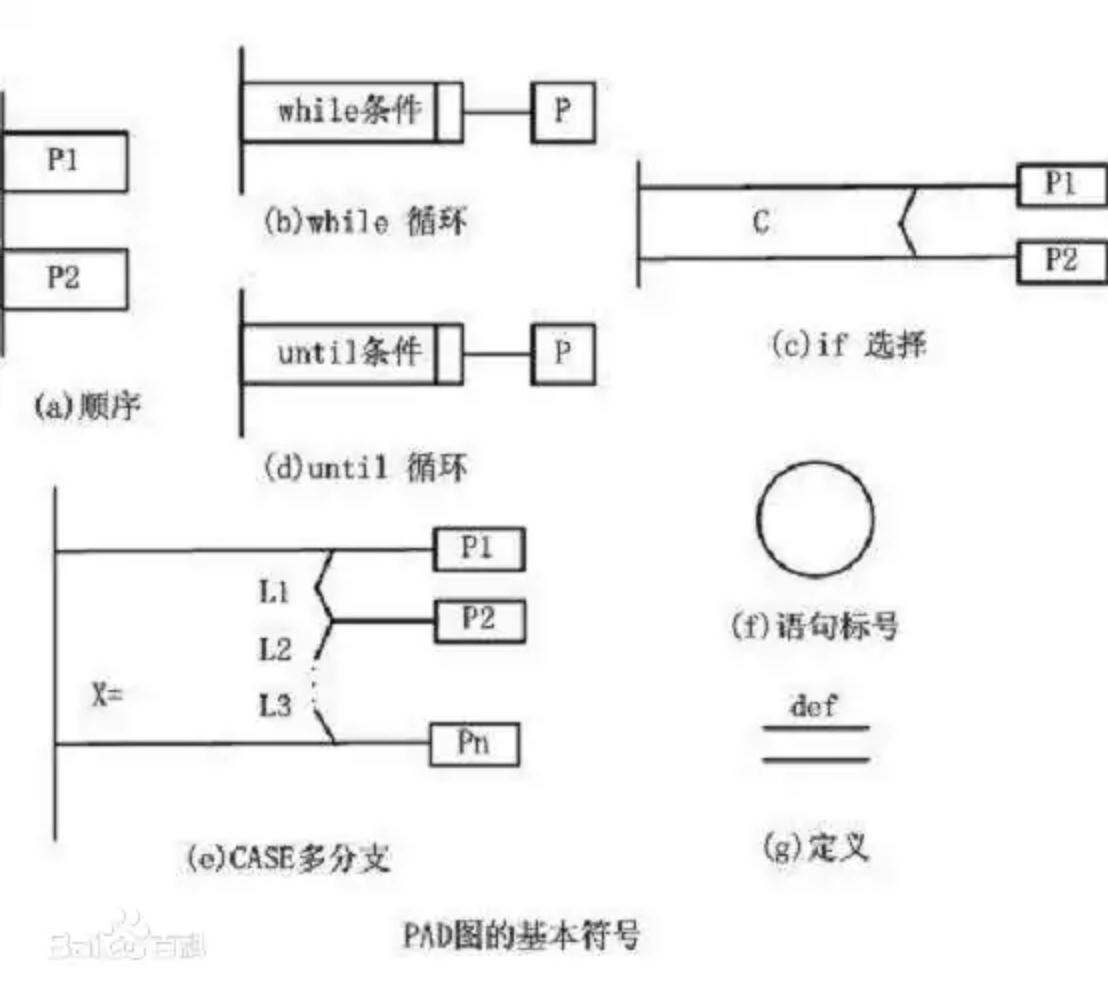 P1
P2
(a)顺序
while条件
P
(b)while 循环
C
P1
P2
(c)if 选择
until条件
P
(d)until 循环
P1
L1
P2
L2
X=
L3
Pn
(e)CASE多分支
(f)语句标号
def
(g)定义
PAD图的基本符号
Baidu百科